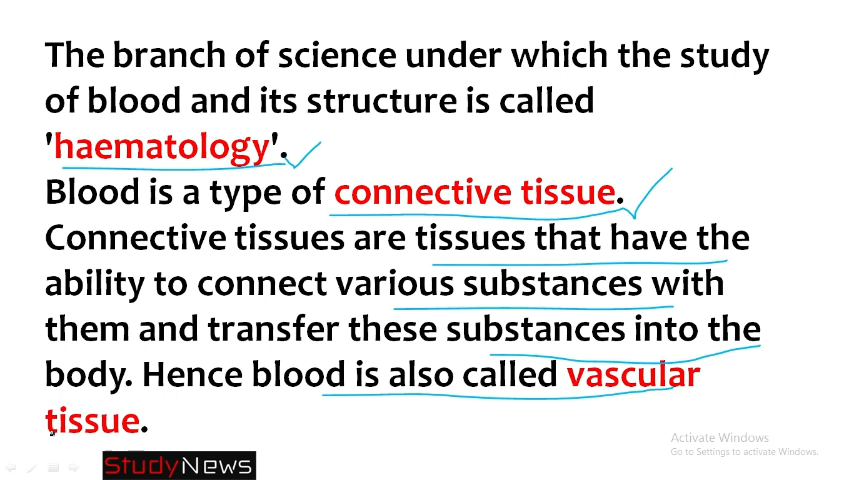 The branch of science under which the study
of blood and its structure is called
'haematology'.
Blood is a type of connective tissue.
Connective tissues are tissues that have the
ability to connect various substances with
them and transfer these substances into the
body. Hence blood is also called vascular
tissue.
Activate Windows
Go to Settings to activate Windows.
StudyNews